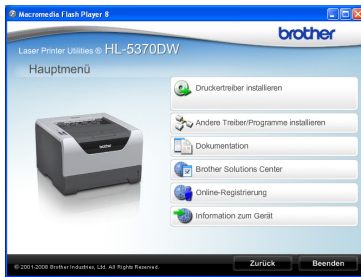 Macromedia Flash Player 8
brother
Laser Printer Utilities ® HL-5370DW
Hauptmenü
Druckertreiber installieren
Andere Treiber/Programme installieren
Dokumentation
Brother Solutions Center
Online-Registrierung
Information zum Gerät
© 2001-2008 Brother Industries, Ltd. All Rights Reserved.
Zurück
Beenden